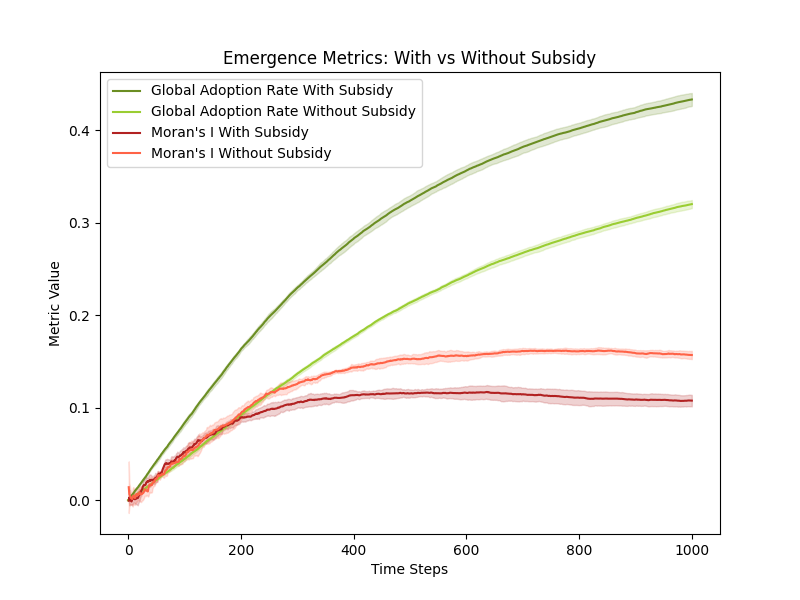 Emergence Metrics: With vs Without Subsidy
Global Adoption Rate With Subsidy
Global Adoption Rate Without Subsidy
Moran's I With Subsidy
Moran's I Without Subsidy
Metric Value
0.4
0.3
0.2
0.1
0.0
0
200
400
600
800
1000
Time Steps